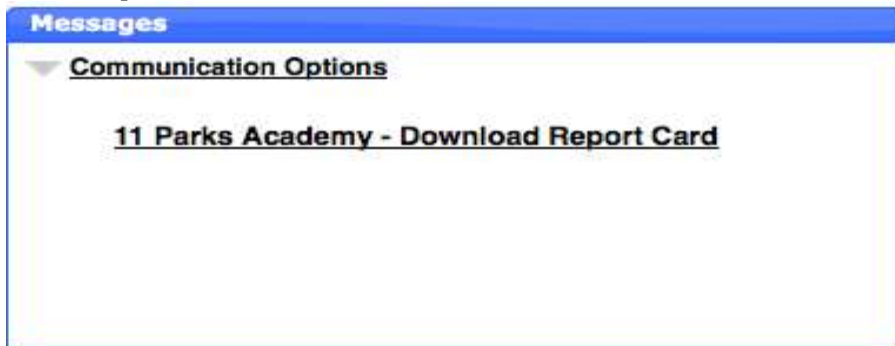 Messages
Communication Options
11 Parks Academy - Download Report Card